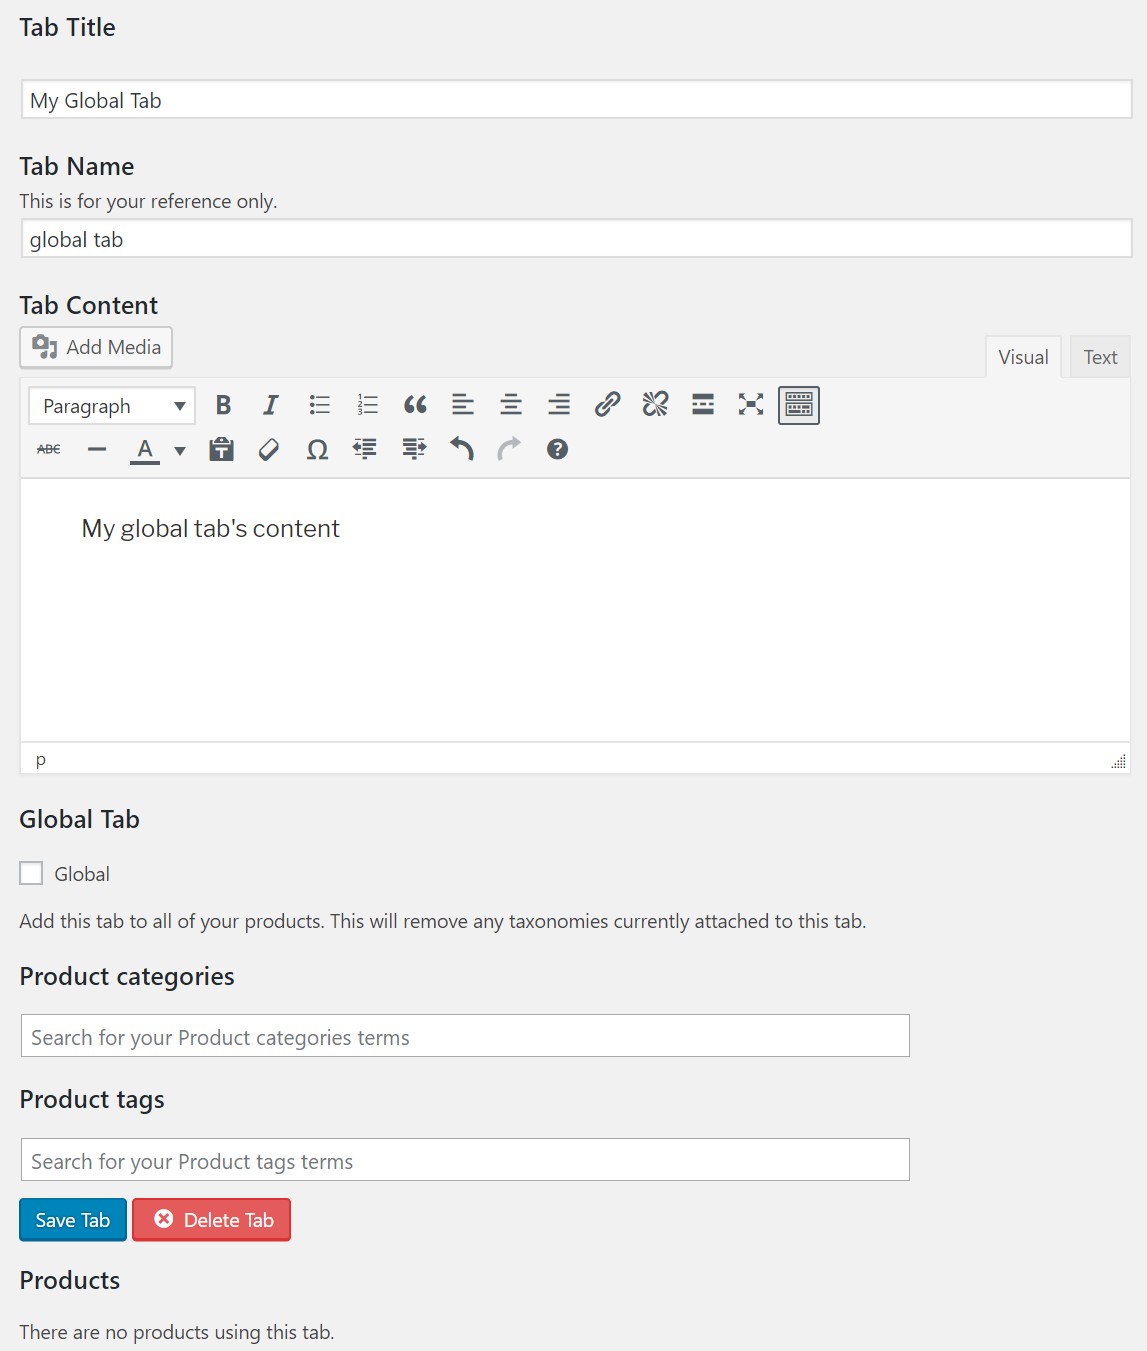 Tab Title
My Global Tab
Tab Name
This is for your reference only.
global tab
Tab Content
Add Media
Visual Text
Paragraph B I
ABC A T Ω ?
My global tab's content
p
Global Tab
Global
Add this tab to all of your products. This will remove any taxonomies currently attached to this tab.
Product categories
Search for your Product categories terms
Product tags
Search for your Product tags terms
Save Tab Delete Tab
Products
There are no products using this tab.